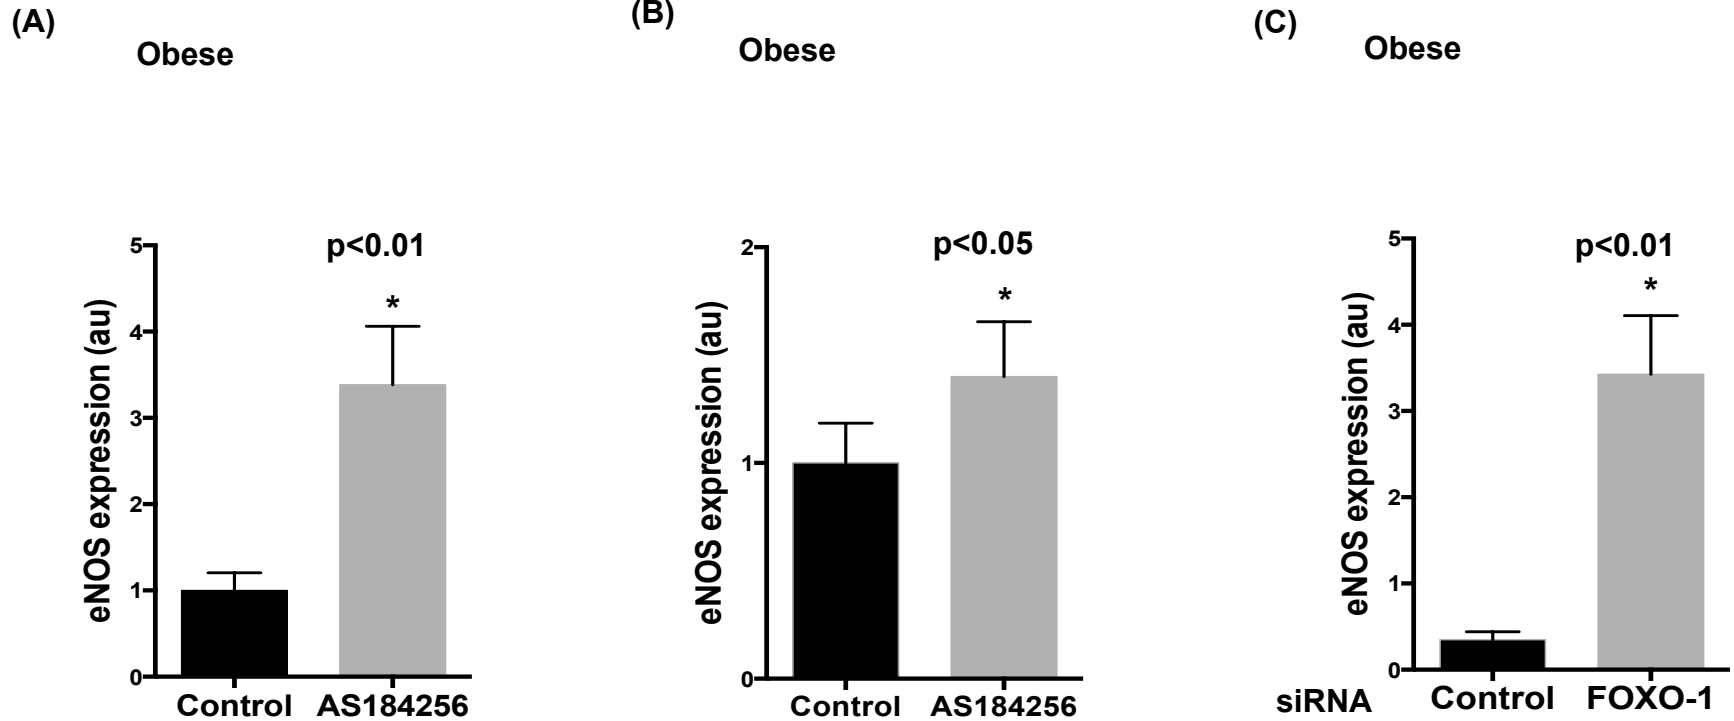 (A)
Obese
eNOS expression (au)
5
4
3
2
1
0
p<0.01
*
Control AS184256
(B)
Obese
eNOS expression (au)
2
1
0
p<0.05
*
Control AS184256
(C)
Obese
eNOS expression (au)
5
4
3
2
1
0
p<0.01
*
siRNA Control FOXO-1